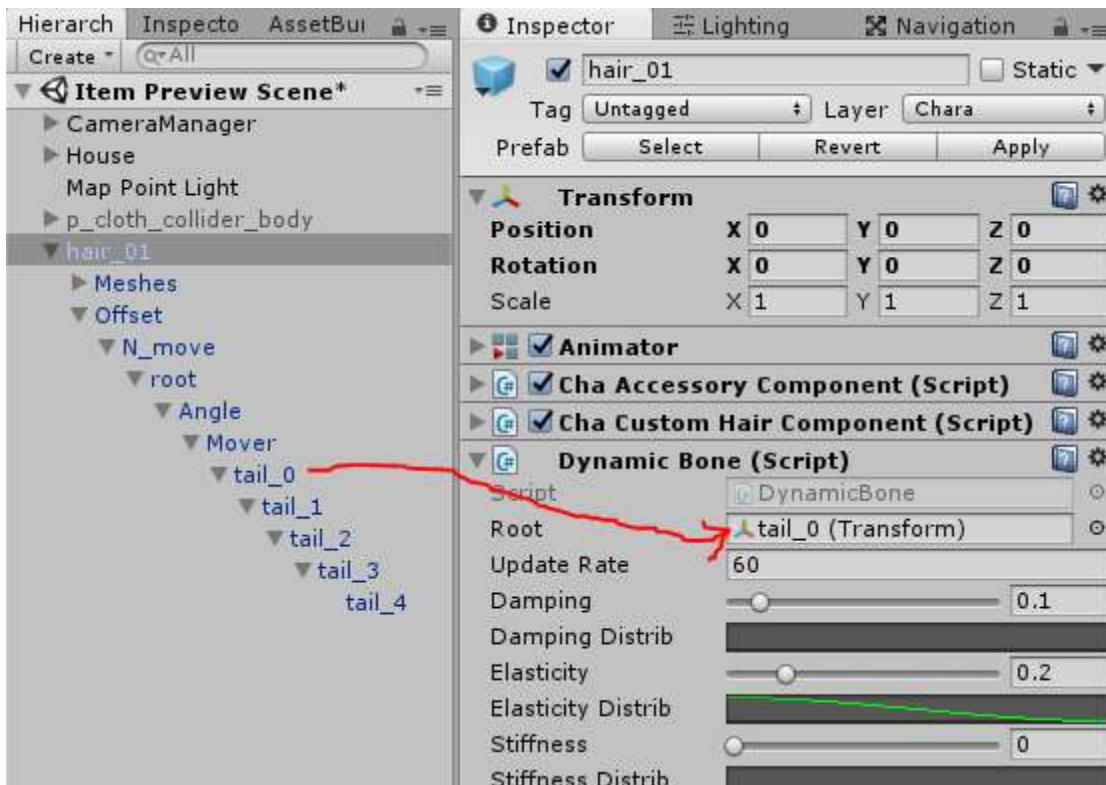 Hierarch Inspecto AssetBui
Create All
Item Preview Scene*
CameraManager
House
Map Point Light
p_cloth_collider_body
hair_01
Meshes
Offset
N_move
root
Angle
Mover
tail_0
tail_1
tail_2
tail_3
tail_4
Inspector Lighting Navigation
hair_01 Static
Tag Untagged Layer Chara
Prefab Select Revert Apply
Transform
Position X 0 Y 0 Z 0
Rotation X 0 Y 0 Z 0
Scale X 1 Y 1 Z 1
Animator
C# Cha Accessory Component (Script)
C# Cha Custom Hair Component (Script)
C# Dynamic Bone (Script)
Script DynamicBone
Root tail_0 (Transform)
Update Rate 60
Damping 0.1
Damping Distrib
Elasticity 0.2
Elasticity Distrib
Stiffness 0
Stiffness Distrib